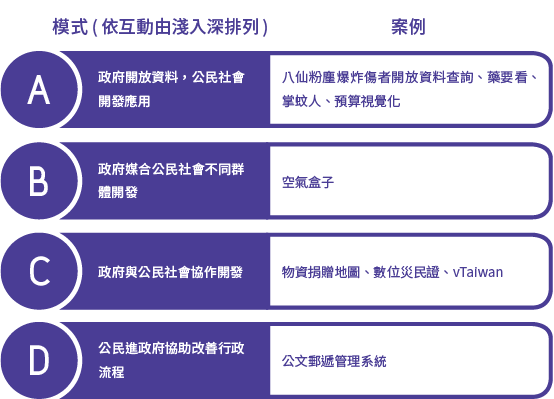 模式 ( 依互動由淺入深排列 )
案例
A
政府開放資料，公民社會
開發應用
八仙粉塵爆炸傷者開放資料查詢、藥要看、
掌蚊人、預算視覺化
B
政府媒合公民社會不同群
體開發
空氣盒子
C
政府與公民社會協作開發
物資捐贈地圖、數位災民證、vTaiwan
D
公民進政府協助改善行政
流程
公文郵遞管理系統